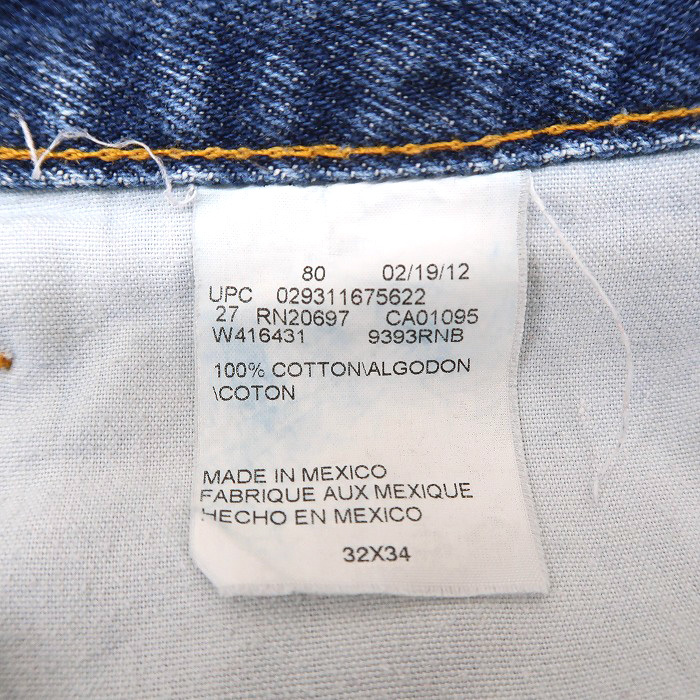 80 02/19/12
UPC 029311675622
27 RN20697 CA01095
W416431 9393RNB
100% COTTON\ALGODON
\COTON
MADE IN MEXICO
FABRIQUE AUX MEXIQUE
HECHO EN MEXICO
32X34